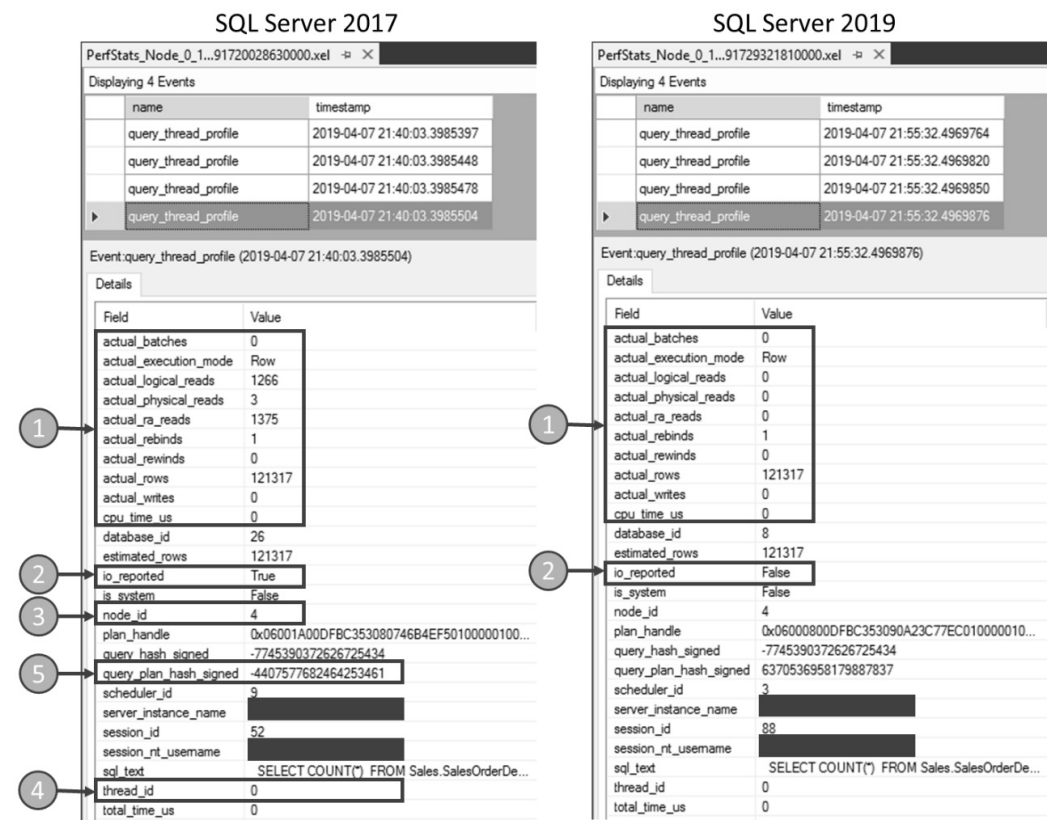 SQL Server 2017
PerfStats_Node_0_1...91720028630000.xel
Displaying 4 Events
name timestamp
query_thread_profile 2019-04-07 21:40:03.3985397
query_thread_profile 2019-04-07 21:40:03.3985448
query_thread_profile 2019-04-07 21:40:03.3985478
query_thread_profile 2019-04-07 21:40:03.3985504
Event:query_thread_profile (2019-04-07 21:40:03.3985504)
Details
Field Value
actual_batches 0
actual_execution_mode Row
actual_logical_reads 1266
actual_physical_reads 3
1 actual_ra_reads 1375
actual_rebinds 1
actual_rewinds 0
actual_rows 121317
actual_writes 0
cpu_time_us 0
database_id 26
estimated_rows 121317
2 io_reported True
is_system False
3 node_id 4
plan_handle 0x06001A00DFBC353080746B4EF50100000100...
query_hash_signed -7745390372626725434
5 query_plan_hash_signed -4407577682464253461
scheduler_id 9
server_instance_name
session_id 52
session_nt_username
sql_text SELECT COUNT(*) FROM Sales.SalesOrderDe...
4 thread_id 0
total_time_us 0
SQL Server 2019
PerfStats_Node_0_1...91729321810000.xel
Displaying 4 Events
name timestamp
query_thread_profile 2019-04-07 21:55:32.4969764
query_thread_profile 2019-04-07 21:55:32.4969820
query_thread_profile 2019-04-07 21:55:32.4969850
query_thread_profile 2019-04-07 21:55:32.4969876
Event:query_thread_profile (2019-04-07 21:55:32.4969876)
Details
Field Value
actual_batches 0
actual_execution_mode Row
actual_logical_reads 0
actual_physical_reads 0
1 actual_ra_reads 0
actual_rebinds 1
actual_rewinds 0
actual_rows 121317
actual_writes 0
cpu_time_us 0
database_id 8
estimated_rows 121317
2 io_reported False
is_system False
node_id 4
plan_handle 0x06000800DFBC353090A23C77EC010000010...
query_hash_signed -7745390372626725434
query_plan_hash_signed 6370536958179887837
scheduler_id 3
server_instance_name
session_id 88
session_nt_username
sql_text SELECT COUNT(*) FROM Sales.SalesOrderDe...
thread_id 0
total_time_us 0